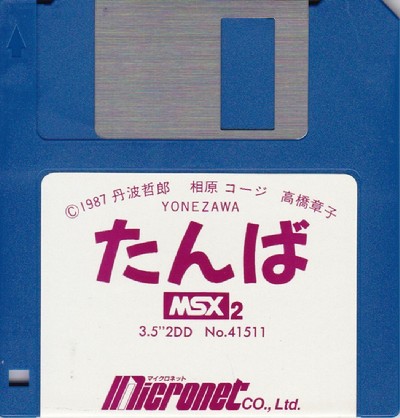 ©1987 丹波哲郎 相原 コージ 高橋章子
YONEZAWA
たんば
MSX2
3.5"2DD No.41511
マイクロネット
Micronet CO., Ltd.